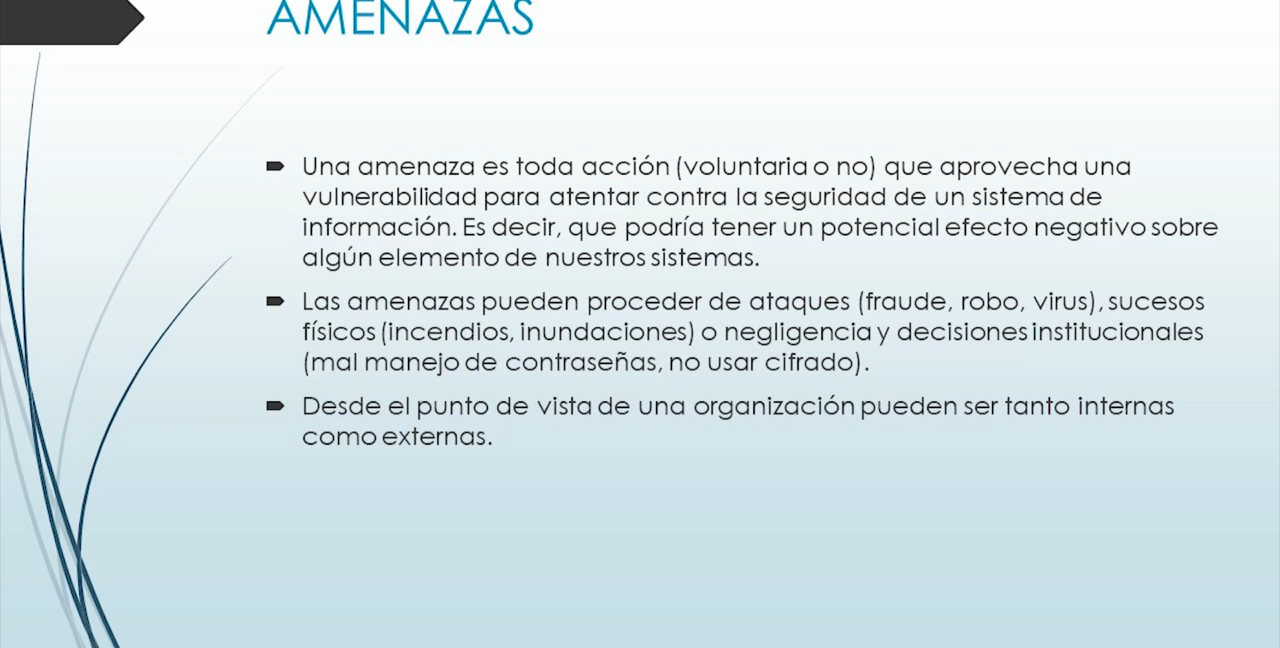 AMENAZAS
Una amenaza es toda acción (voluntaria o no) que aprovecha una
vulnerabilidad para atentar contra la seguridad de un sistema de
información. Es decir, que podría tener un potencial efecto negativo sobre
algún elemento de nuestros sistemas.
Las amenazas pueden proceder de ataques (fraude, robo, virus), sucesos
físicos (incendios, inundaciones) o negligencia y decisiones institucionales
(mal manejo de contraseñas, no usar cifrado).
Desde el punto de vista de una organización pueden ser tanto internas
como externas.